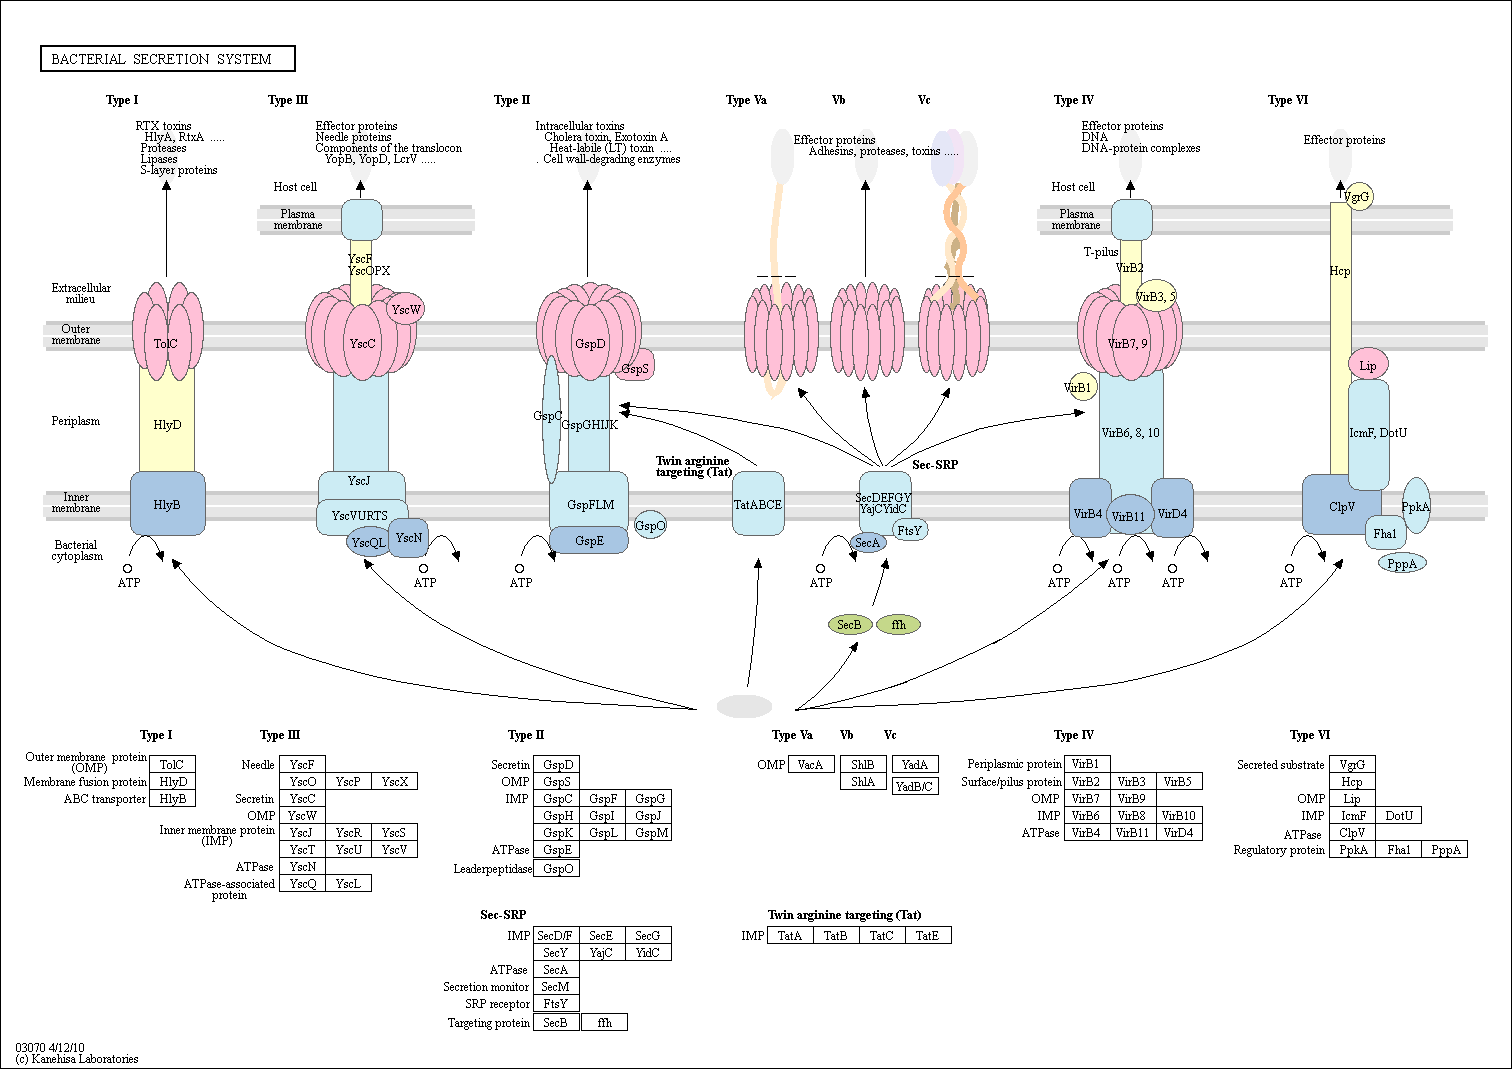 BACTERIAL SECRETION SYSTEM
Type I
Type III
Type II
Type Va
Vb
Vc
Type IV
Type VI
RTX toxins
HlyA, RtxA .....
Proteases
Lipases
S-layer proteins
Effector proteins
Needle proteins
Components of the translocon
YopB, YopD, LcrV .....
Intracellular toxins
Cholera toxin, Exotoxin A
Heat-labile (LT) toxin ....
. Cell wall-degrading enzymes
Effector proteins
Adhesins, proteases, toxins .....
Effector proteins
DNA
DNA-protein complexes
Effector proteins
Host cell
Plasma
membrane
Host cell
Plasma
membrane
VgrG
T-pilus
YscF
YscOPX
VirB2
Hcp
Extracellular
milieu
YscW
VirB3, 5
Outer
membrane
TolC
YscC
GspD
GspS
VirB7, 9
Lip
VirB1
Periplasm
HlyD
GspC
GspGHIJK
VirB6, 8, 10
IcmF, DotU
Twin arginine
targeting (Tat)
Sec-SRP
Inner
membrane
HlyB
YscJ
YscVURTS
YscQL
YscN
GspFLM
GspE
GspO
TatABCE
SecDEFGY
YajCYidC
FtsY
SecA
VirB4
VirB11
VirD4
ClpV
PpkA
Fha1
PppA
Bacterial
cytoplasm
ATP
ATP
ATP
ATP
ATP
ATP
ATP
ATP
SecB
ffh
Type I
Outer membrane protein
(OMP)
TolC
Membrane fusion protein HlyD
ABC transporter HlyB
Type III
Needle YscF
YscO YscP YscX
Secretin YscC
OMP YscW
Inner membrane protein
(IMP)
YscJ YscR YscS
YscT YscU YscV
ATPase YscN
ATPase-associated
protein
YscQ YscL
Type II
Secretin GspD
OMP GspS
IMP GspC GspF GspG
GspH GspI GspJ
GspK GspL GspM
ATPase GspE
Leaderpeptidase GspO
Type Va Vb Vc
OMP VacA ShlB YadA
ShlA YadB/C
Type IV
Periplasmic protein VirB1
Surface/pilus protein VirB2 VirB3 VirB5
OMP VirB7 VirB9
IMP VirB6 VirB8 VirB10
ATPase VirB4 VirB11 VirD4
Type VI
Secreted substrate VgrG
Hcp
OMP Lip
IMP IcmF DotU
ATPase ClpV
Regulatory protein PpkA Fha1 PppA
Sec-SRP
IMP SecD/F SecE SecG
SecY YajC YidC
ATPase SecA
Secretion monitor SecM
SRP receptor FtsY
Targeting protein SecB ffh
Twin arginine targeting (Tat)
IMP TatA TatB TatC TatE
03070 4/12/10
(c) Kanehisa Laboratories